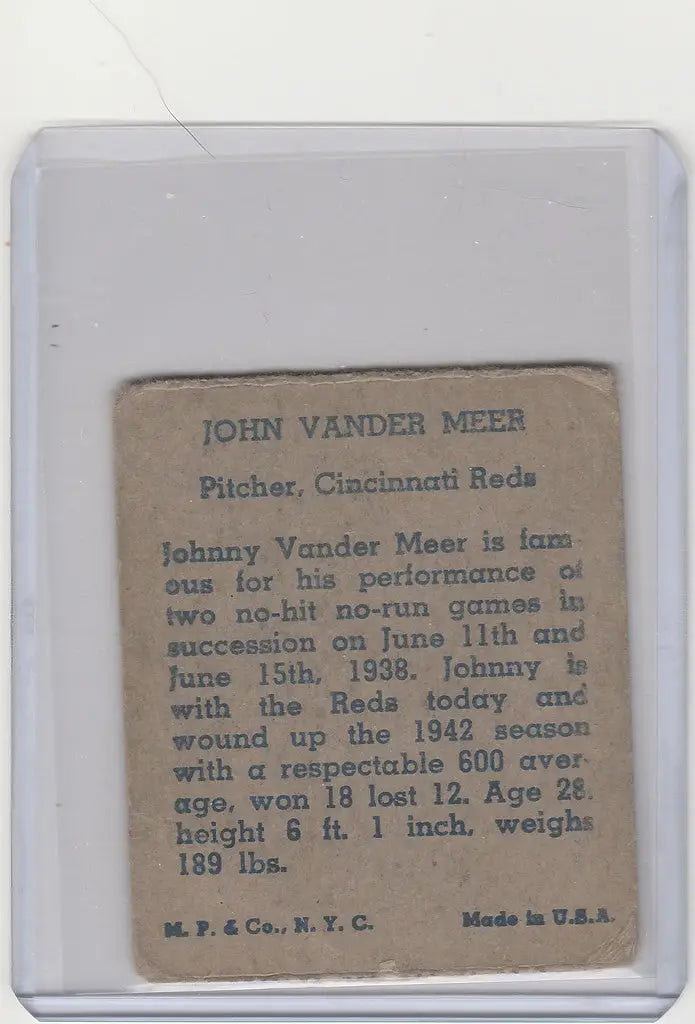 JOHN VANDER MEER
Pitcher, Cincinnati Reds
Johnny Vander Meer is fam-
ous for his performance of
two no-hit no-run games in
succession on June 11th and
June 15th, 1938. Johnny is
with the Reds today and
wound up the 1942 season
with a respectable 600 aver-
age, won 18 lost 12. Age 28,
height 6 ft. 1 inch, weighs
189 lbs.
M. P. & Co., N. Y. C. Made in U.S.A.